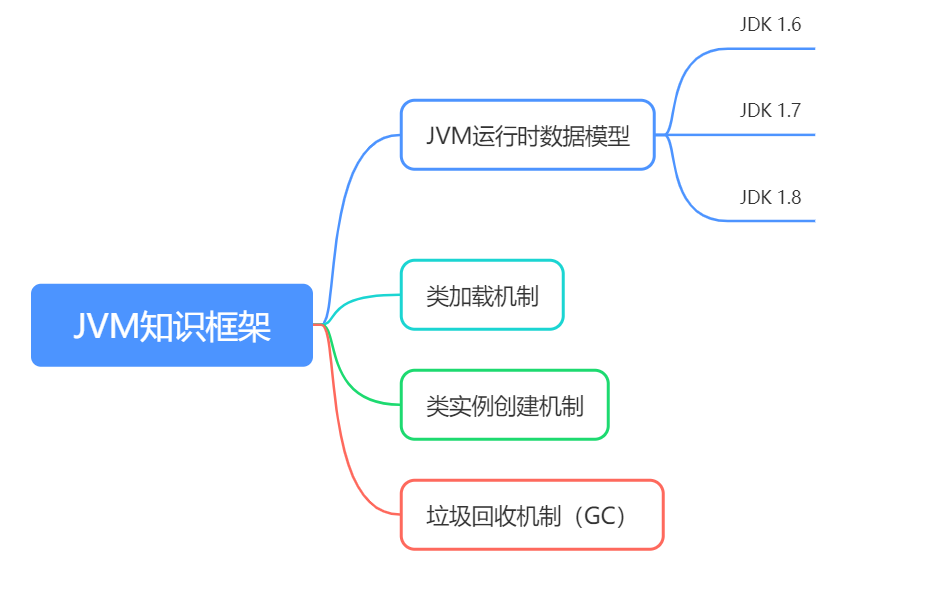 JDK 1.6
JVM运行时数据模型
JDK 1.7
JDK 1.8
类加载机制
JVM知识框架
类实例创建机制
垃圾回收机制（GC）